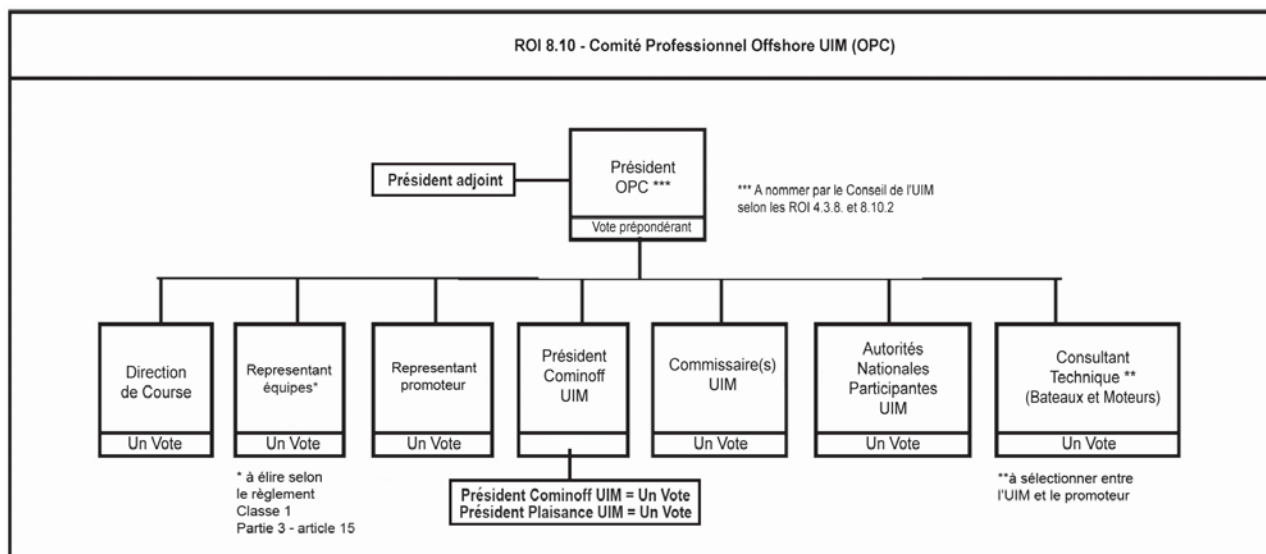 ROI 8.10 - Comité Professionnel Offshore UIM (OPC)
Président adjoint
Président
OPC ***
Vote prépondérant
*** A nommer par le Conseil de l'UIM
selon les ROI 4.3.8. et 8.10.2
Direction
de Course
Un Vote
Representant
équipes*
Un Vote
Representant
promoteur
Un Vote
Président
Cominoff
UIM
Commissaire(s)
UIM
Un Vote
Autorités
Nationales
Participantes
UIM
Un Vote
Consultant
Technique **
(Bateaux et Moteurs)
Un Vote
* à élire selon
le règlement
Classe 1
Partie 3 - article 15
Président Cominoff UIM = Un Vote
Président Plaisance UIM = Un Vote
**à sélectionner entre
l'UIM et le promoteur